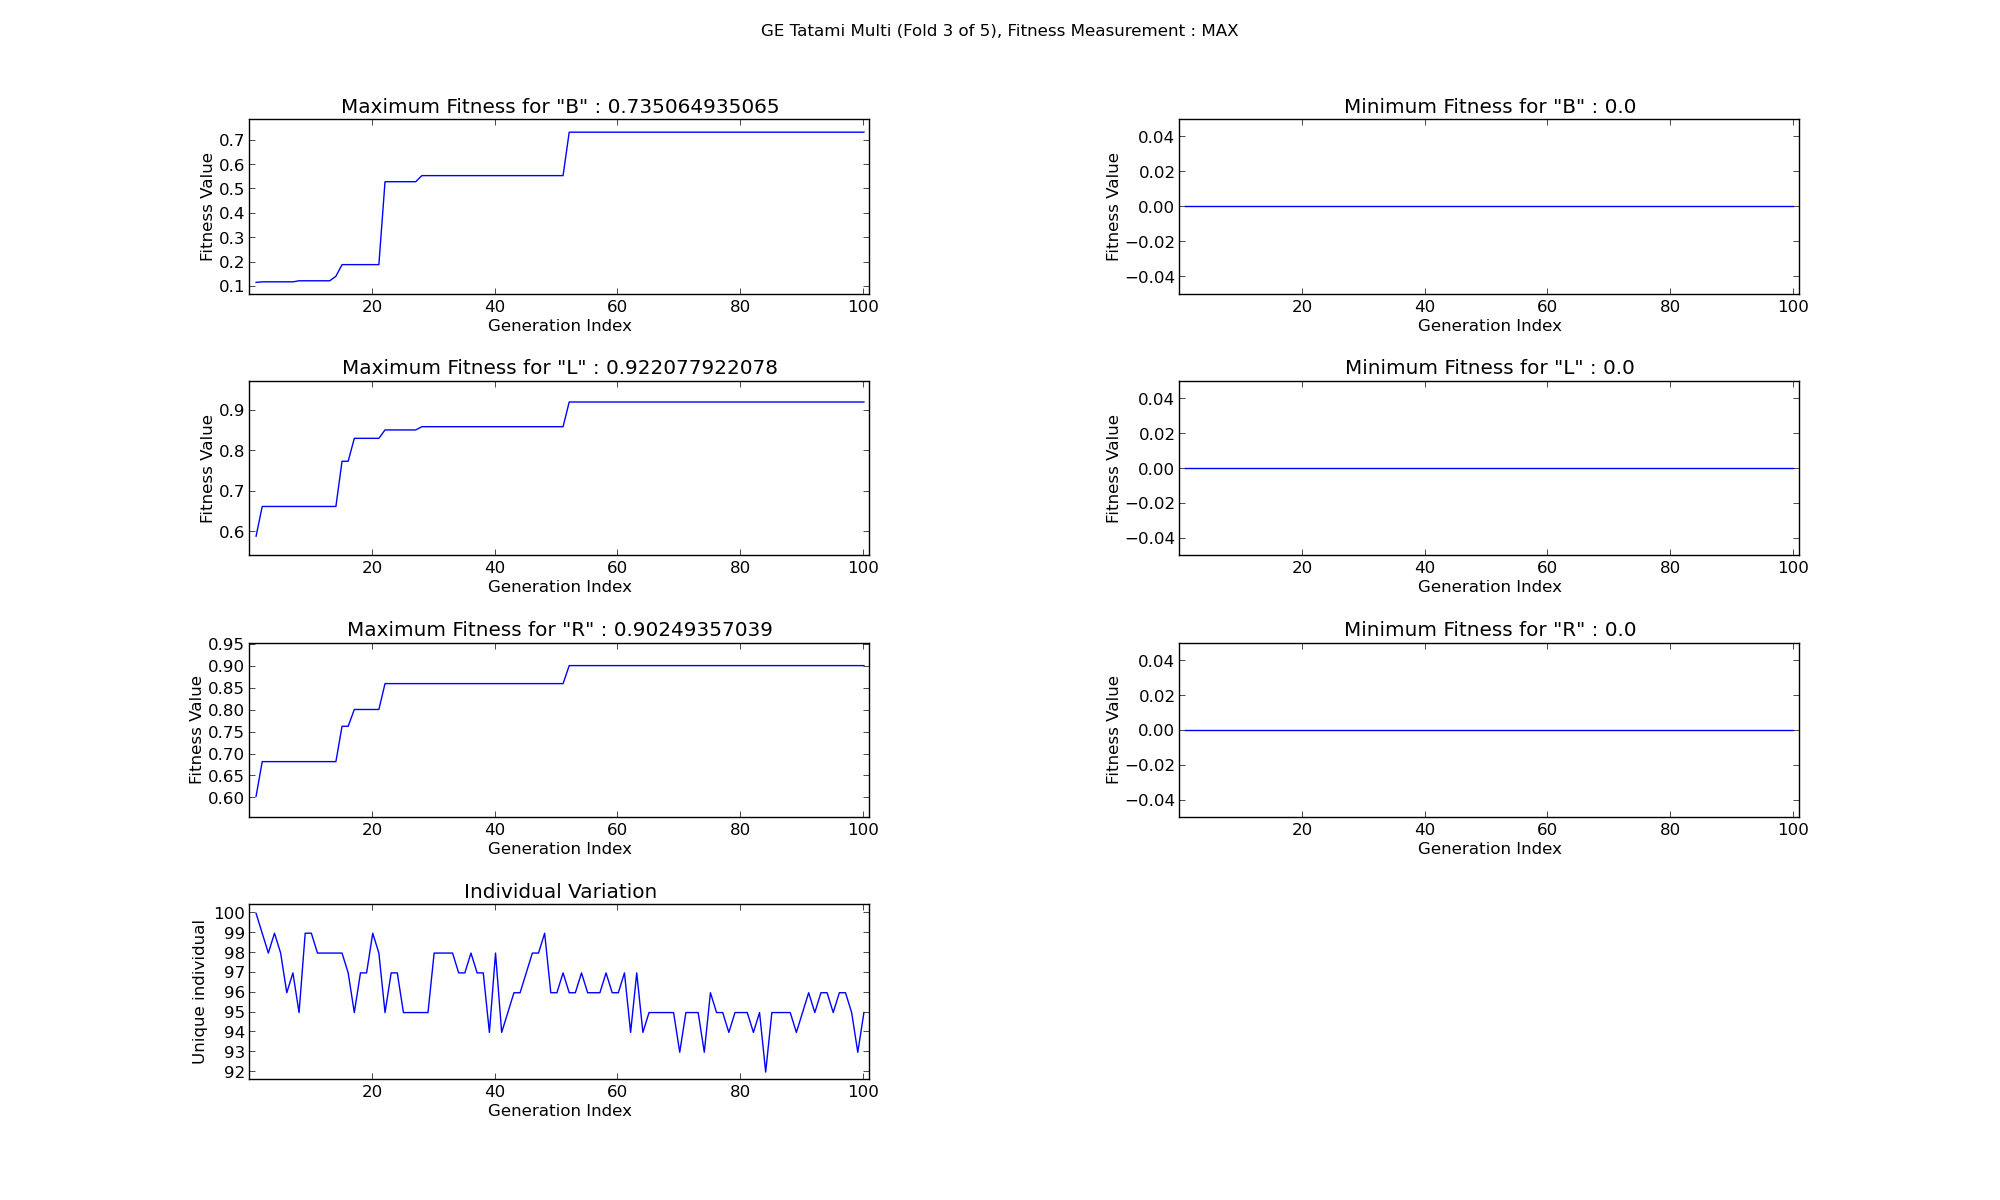 GE Tatami Multi (Fold 3 of 5), Fitness Measurement : MAX
Maximum Fitness for "B" : 0.735064935065
Fitness Value
0.7
0.6
0.5
0.4
0.3
0.2
0.1
20 40 60 80 100
Generation Index
Minimum Fitness for "B" : 0.0
Fitness Value
0.04
0.02
0.00
−0.02
−0.04
20 40 60 80 100
Generation Index
Maximum Fitness for "L" : 0.922077922078
Fitness Value
0.9
0.8
0.7
0.6
20 40 60 80 100
Generation Index
Minimum Fitness for "L" : 0.0
Fitness Value
0.04
0.02
0.00
−0.02
−0.04
20 40 60 80 100
Generation Index
Maximum Fitness for "R" : 0.90249357039
Fitness Value
0.95
0.90
0.85
0.80
0.75
0.70
0.65
0.60
20 40 60 80 100
Generation Index
Minimum Fitness for "R" : 0.0
Fitness Value
0.04
0.02
0.00
−0.02
−0.04
20 40 60 80 100
Generation Index
Individual Variation
Unique individual
100
99
98
97
96
95
94
93
92
20 40 60 80 100
Generation Index